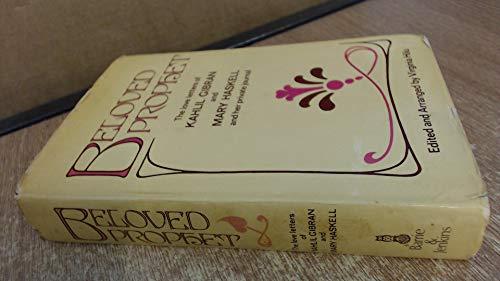 BELOVED
PROPHET
The love letters of
KAHLIL GIBRAN
and
MARY HASKELL
and her private journal
Edited and Arranged by Virginia Hilu
BELOVED
PROPHET
The love letters
of
KAHLIL GIBRAN
and
MARY HASKELL
Barrie
&
Jenkins